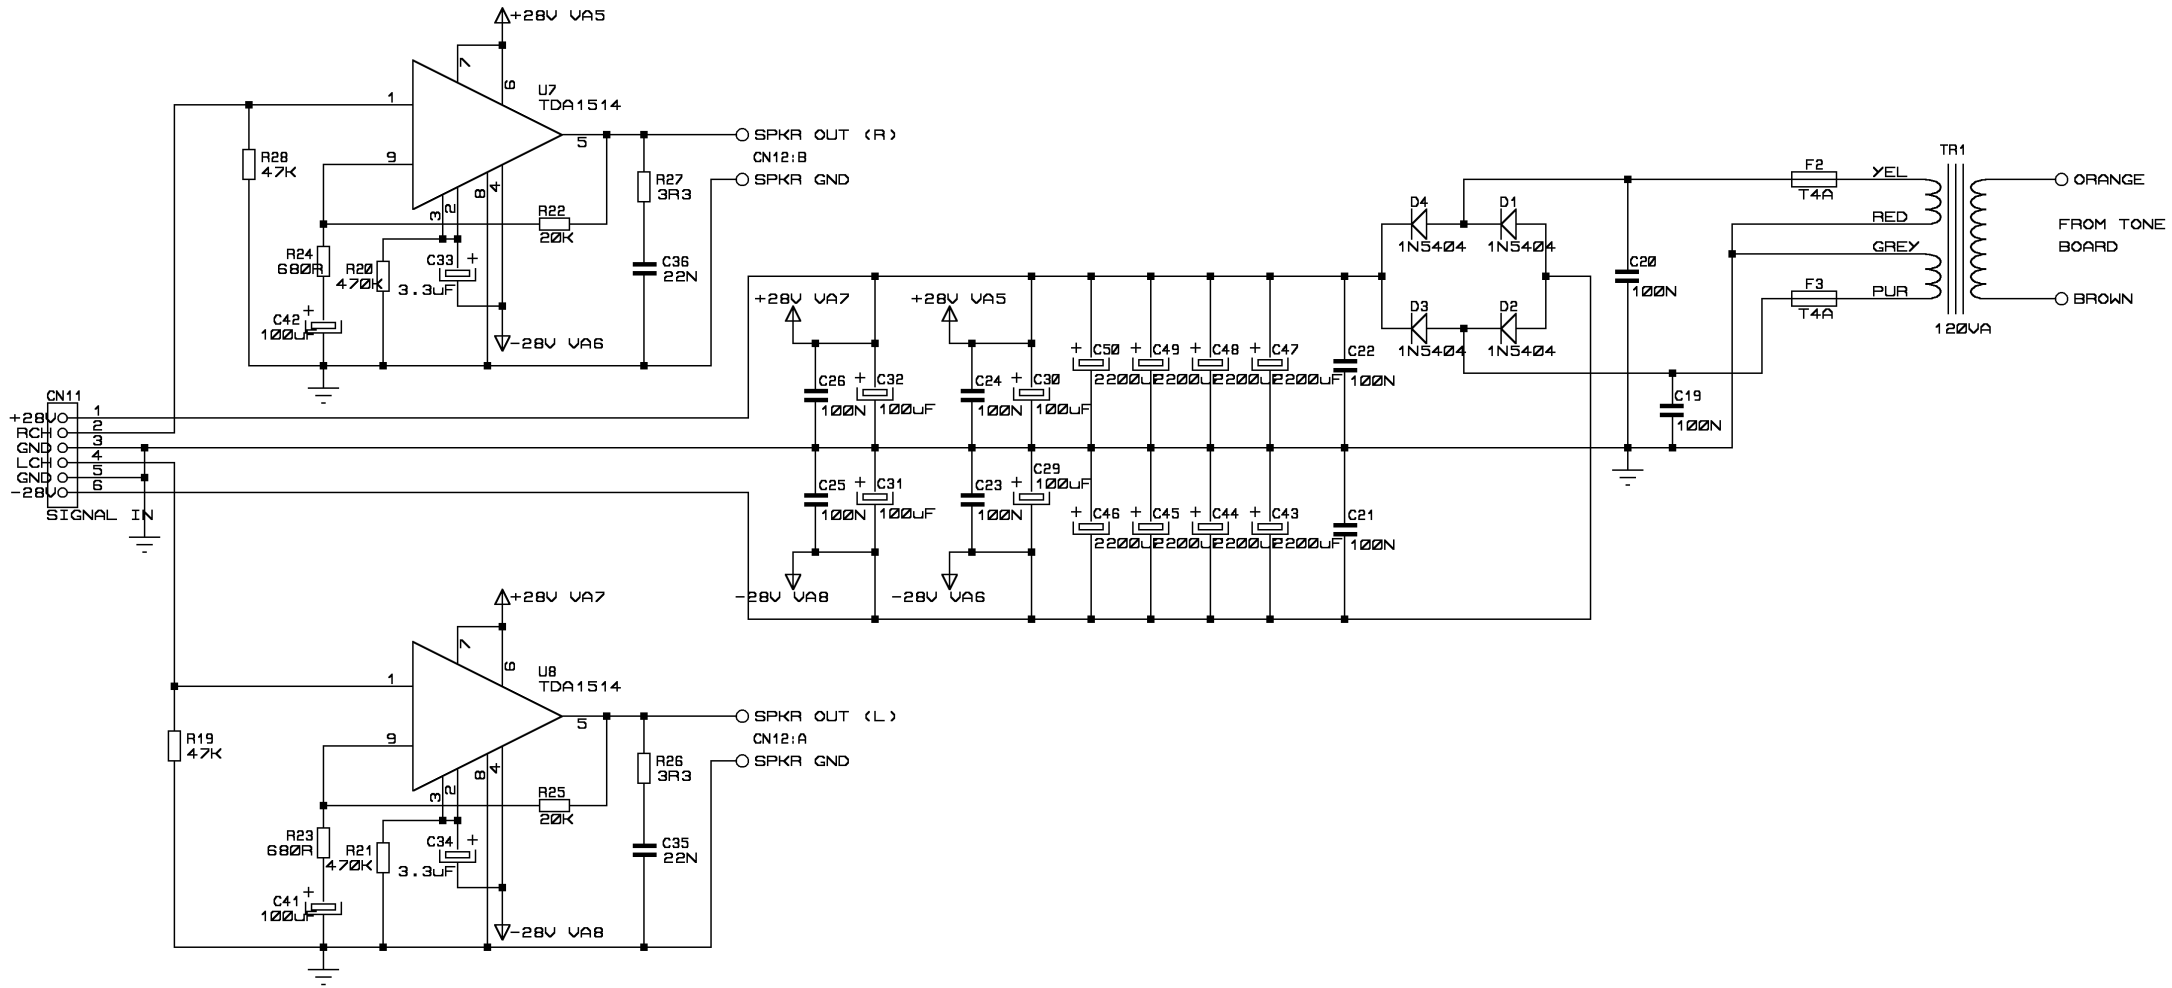 +28V VA5
7
6
U7
TDA1514
1
9
5
3
2
8
4
R28
47K
R24
680R
R20
470K
C33
+
3.3uF
R22
20K
+
C42
100uF
-28V VA6
SPKR OUT (R)
CN12:B
SPKR GND
R27
3R3
C36
22N
CN11
+28V
1
RCH
2
GND
3
LCH
4
GND
5
-28V
6
SIGNAL IN
+28V VA7
+28V VA5
C26
100N
+
C32
100uF
C24
100N
+
C30
100uF
+
C50
2200uF
+
C49
2200uF
+
C48
2200uF
+
C47
2200uF
C22
100N
C25
100N
+
C31
100uF
C23
100N
+
C29
100uF
+
C46
2200uF
+
C45
2200uF
+
C44
2200uF
+
C43
2200uF
C21
100N
-28V VA8
-28V VA6
D4
1N5404
D1
1N5404
D3
1N5404
D2
1N5404
C20
100N
C19
100N
F2
T4A
F3
T4A
YEL
RED
GREY
PUR
TR1
120VA
ORANGE
FROM TONE
BOARD
BROWN
+28V VA7
7
6
U8
TDA1514
1
9
5
3
2
8
4
R19
47K
R23
680R
R21
470K
C34
+
3.3uF
R25
20K
+
C41
100uF
-28V VA8
SPKR OUT (L)
CN12:A
SPKR GND
R26
3R3
C35
22N